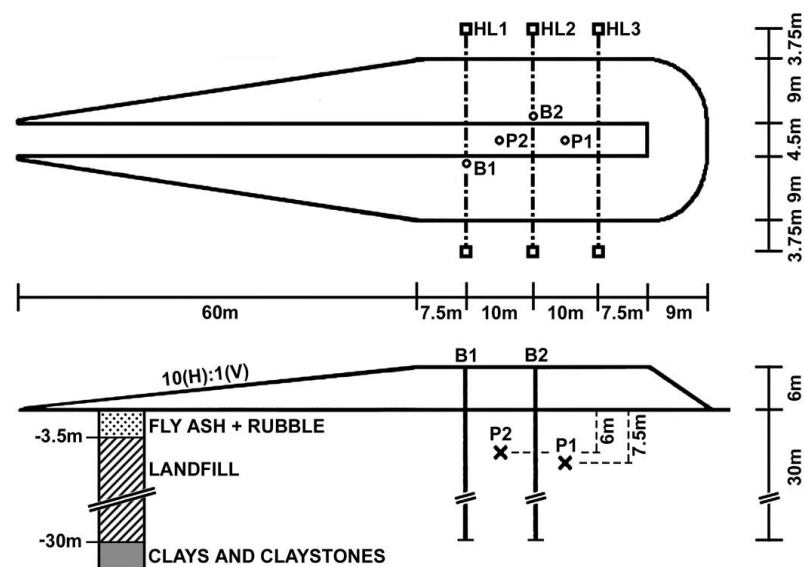 HL1 HL2 HL3
3.75m
9m
4.5m
9m
3.75m
B2
P2 P1
B1
60m 7.5m 10m 10m 7.5m 9m
B1 B2
10(H):1(V)
6m
FLY ASH + RUBBLE
-3.5m
P2 P1
6m
7.5m
LANDFILL
30m
-30m
CLAYS AND CLAYSTONES